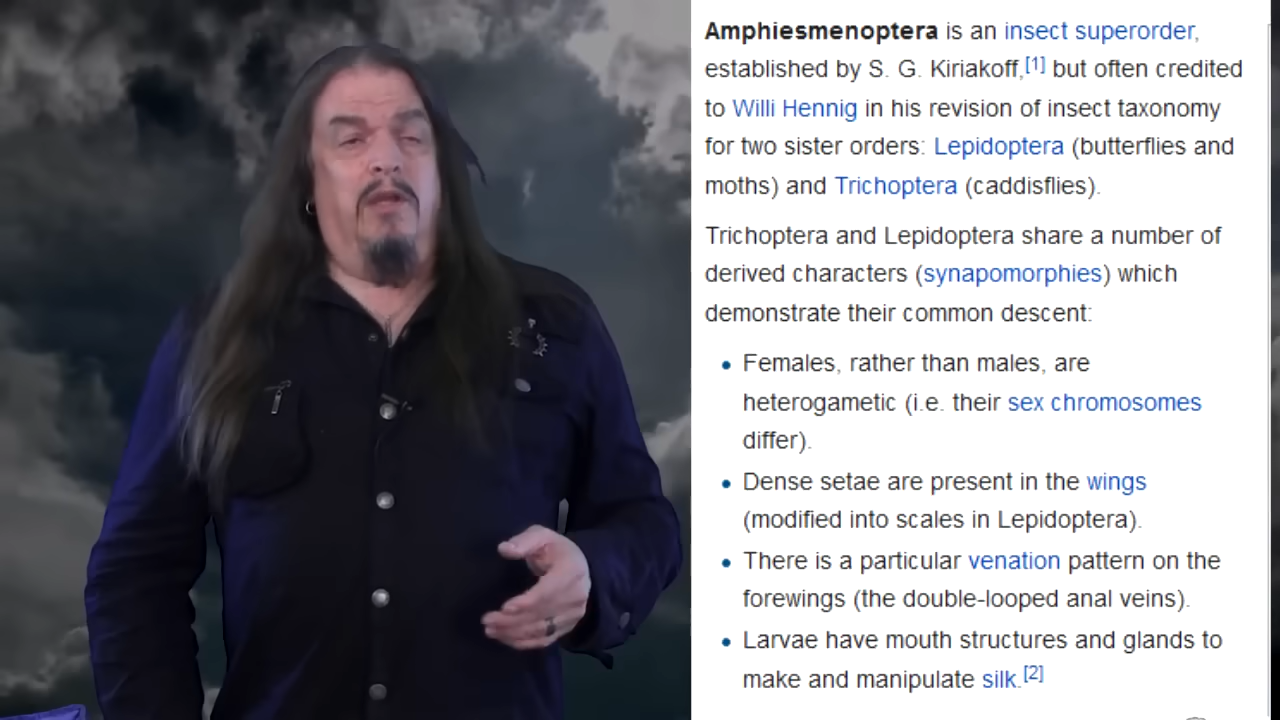 Amphiesmenoptera is an insect superorder,
established by S. G. Kiriakoff,[1] but often credited
to Willi Hennig in his revision of insect taxonomy
for two sister orders: Lepidoptera (butterflies and
moths) and Trichoptera (caddisflies).
Trichoptera and Lepidoptera share a number of
derived characters (synapomorphies) which
demonstrate their common descent:
• Females, rather than males, are
heterogametic (i.e. their sex chromosomes
differ).
• Dense setae are present in the wings
(modified into scales in Lepidoptera).
• There is a particular venation pattern on the
forewings (the double-looped anal veins).
• Larvae have mouth structures and glands to
make and manipulate silk.[2]